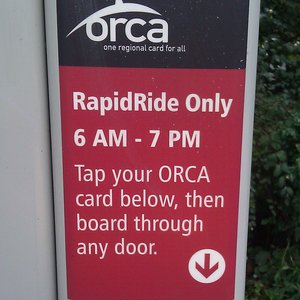 orca
one regional card for all
RapidRide Only
6 AM - 7 PM
Tap your ORCA
card below, then
board through
any door.